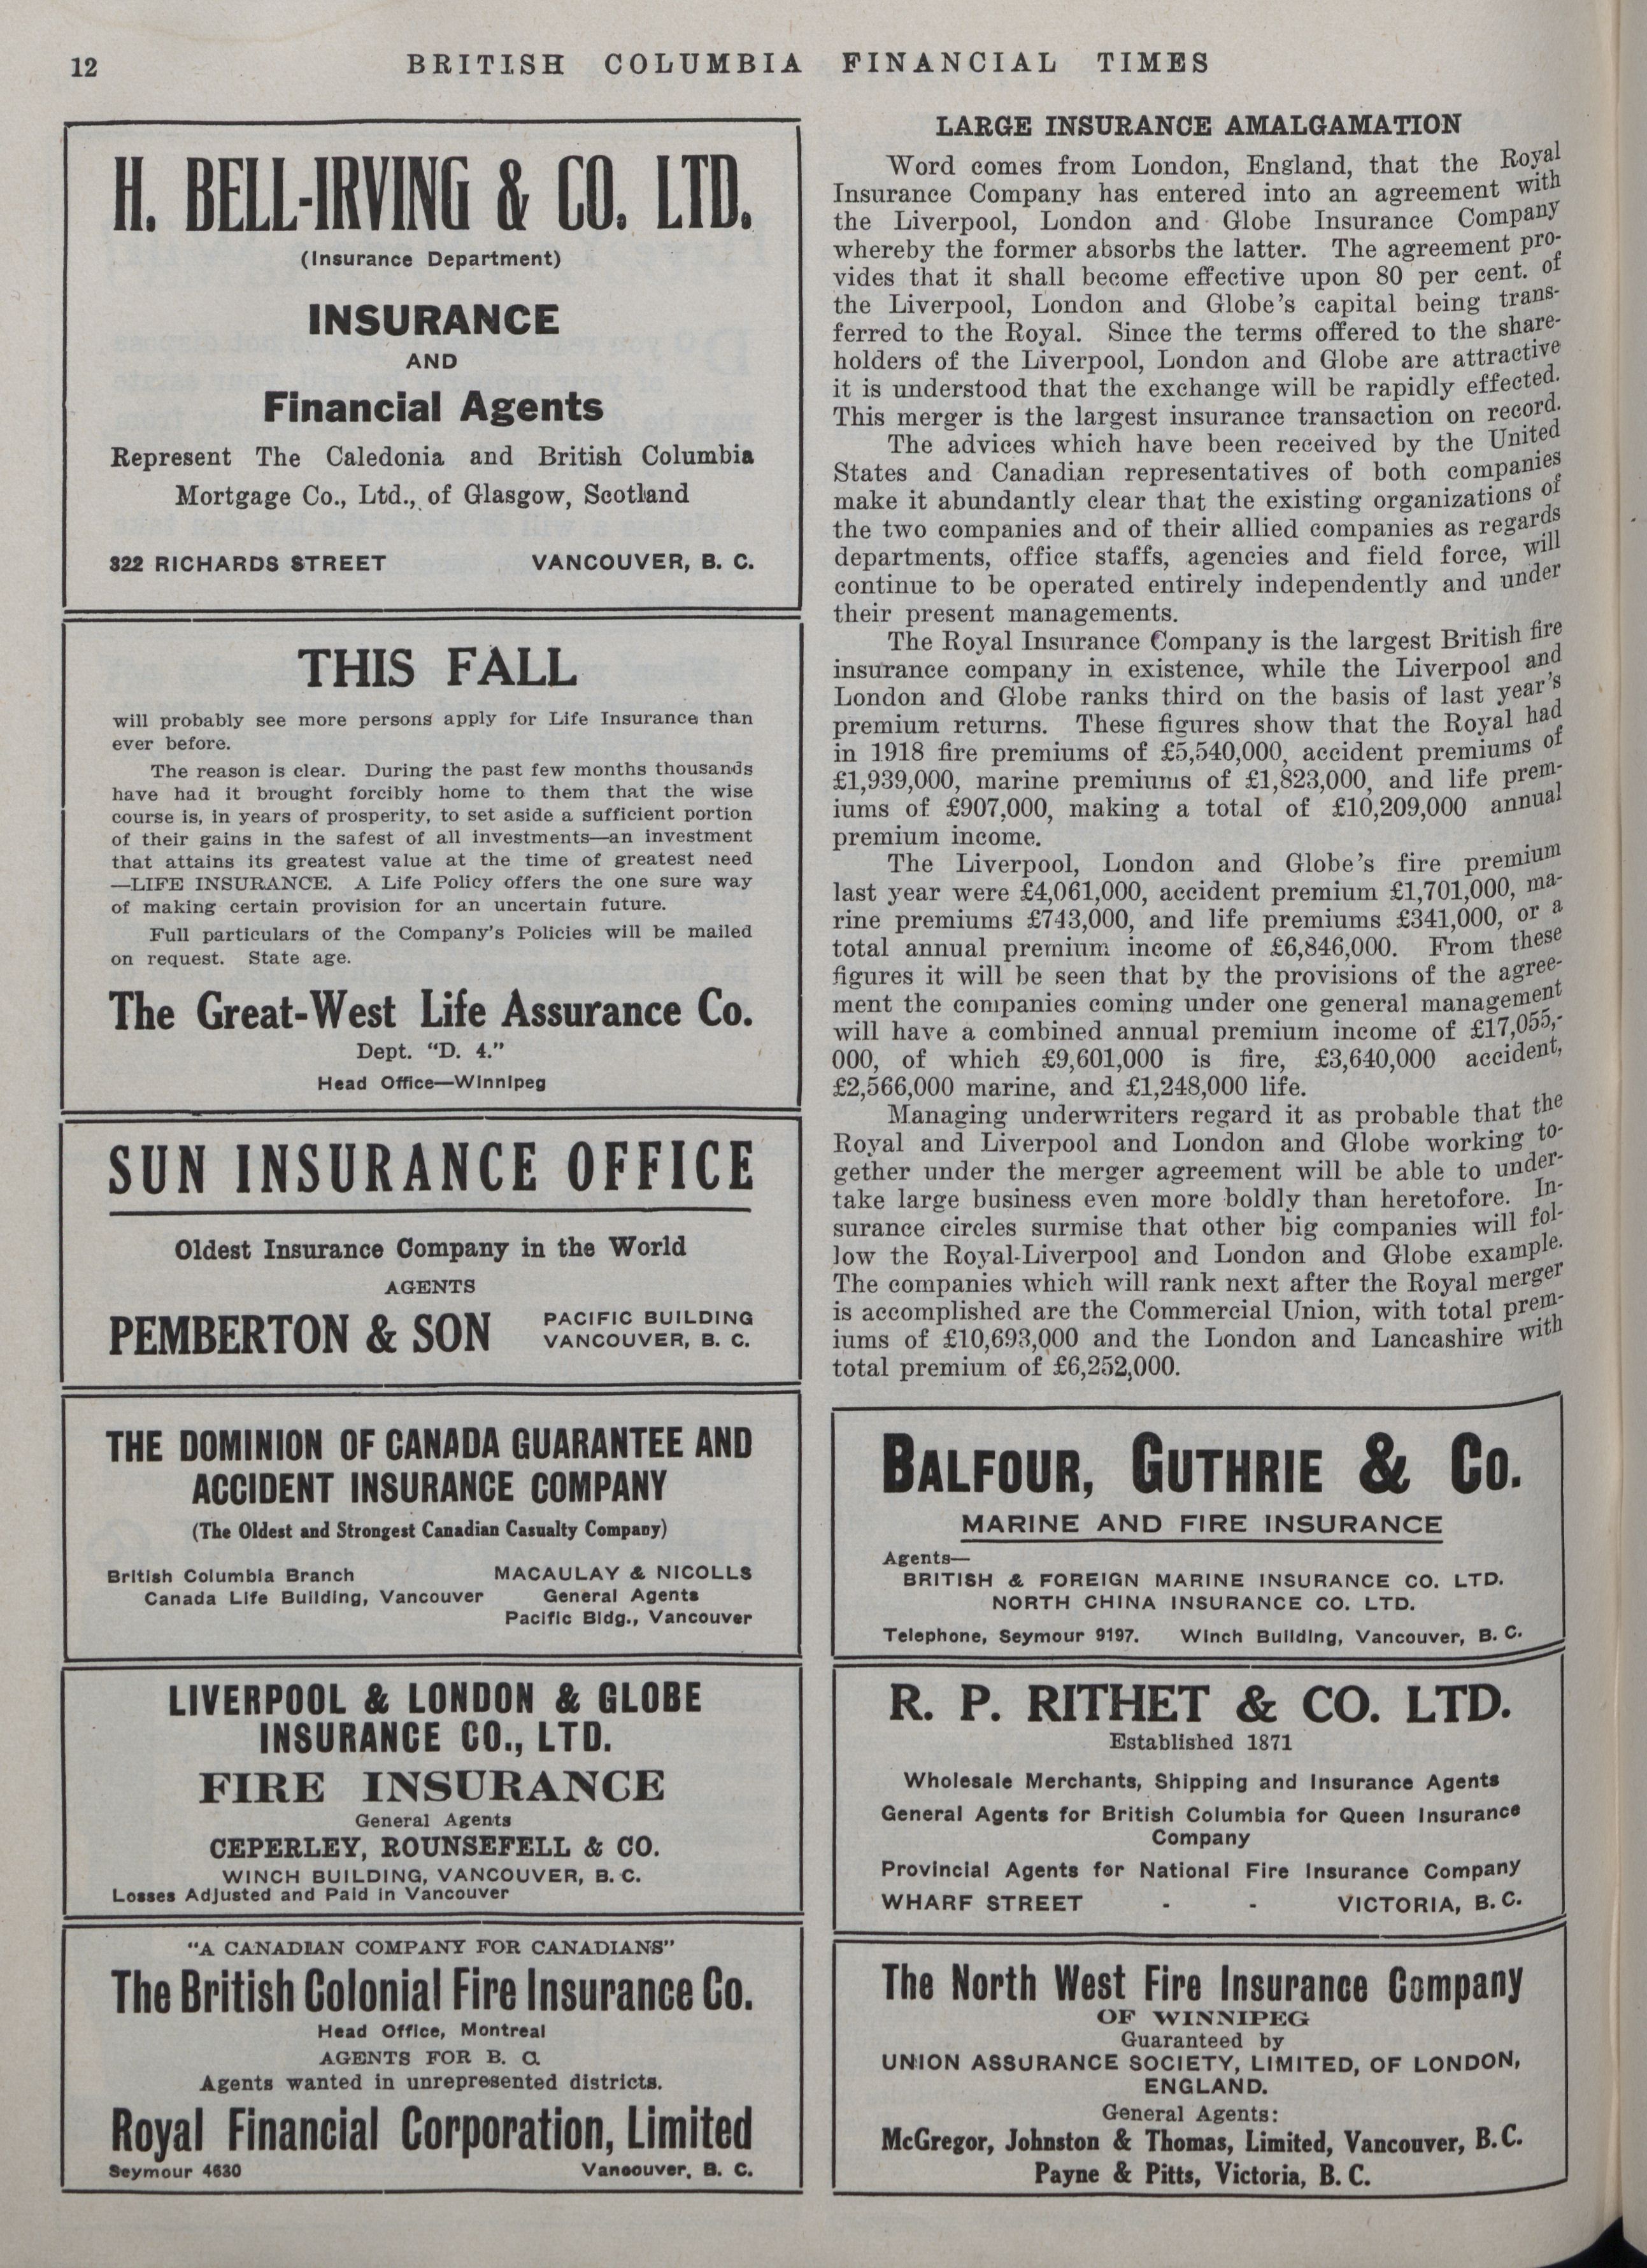 12
BRITISH COLUMBIA FINANCIAL TIMES
H. BELL-IRVING & CO. LTD.
(Insurance Department)
INSURANCE
AND
Financial Agents
Represent The Caledonia and British Columbia
Mortgage Co., Ltd., of Glasgow, Scotland
322 RICHARDS STREET VANCOUVER, B. C.
THIS FALL
will probably see more persons apply for Life Insurance than
ever before.
The reason is clear. During the past few months thousands
have had it brought forcibly home to them that the wise
course is, in years of prosperity, to set aside a sufficient portion
of their gains in the safest of all investments—an investment
that attains its greatest value at the time of greatest need
—LIFE INSURANCE. A Life Policy offers the one sure way
of making certain provision for an uncertain future.
Full particulars of the Company's Policies will be mailed
on request. State age.
The Great-West Life Assurance Co.
Dept. "D. 4."
Head Office—Winnipeg
SUN INSURANCE OFFICE
Oldest Insurance Company in the World
AGENTS
PEMBERTON & SON
PACIFIC BUILDING
VANCOUVER, B. C.
THE DOMINION OF CANADA GUARANTEE AND
ACCIDENT INSURANCE COMPANY
(The Oldest and Strongest Canadian Casualty Company)
British Columbia Branch
Canada Life Building, Vancouver
MACAULAY & NICOLLS
General Agents
Pacific Bldg., Vancouver
LIVERPOOL & LONDON & GLOBE
INSURANCE CO., LTD.
FIRE INSURANCE
General Agents
CEPERLEY, ROUNSEFELL & CO.
WINCH BUILDING, VANCOUVER, B. C.
Losses Adjusted and Paid in Vancouver
"A CANADIAN COMPANY FOR CANADIANS"
The British Colonial Fire Insurance Co.
Head Office, Montreal
AGENTS FOR B. C.
Agents wanted in unrepresented districts.
Royal Financial Corporation, Limited
Seymour 4630 Vancouver, B. C.
LARGE INSURANCE AMALGAMATION
Word comes from London, England, that the Royal
Insurance Company has entered into an agreement with
the Liverpool, London and Globe Insurance Company
whereby the former absorbs the latter. The agreement pro-
vides that it shall become effective upon 80 per cent. of
the Liverpool, London and Globe's capital being trans-
ferred to the Royal. Since the terms offered to the share-
holders of the Liverpool, London and Globe are attractive
it is understood that the exchange will be rapidly effected.
This merger is the largest insurance transaction on record.
The advices which have been received by the United
States and Canadian representatives of both companies
make it abundantly clear that the existing organizations of
the two companies and of their allied companies as regards
departments, office staffs, agencies and field force, will
continue to be operated entirely independently and under
their present managements.
The Royal Insurance Company is the largest British fire
insurance company in existence, while the Liverpool and
London and Globe ranks third on the basis of last year's
premium returns. These figures show that the Royal had
in 1918 fire premiums of £5,540,000, accident premiums of
£1,939,000, marine premiums of £1,823,000, and life prem-
iums of £907,000, making a total of £10,209,000 annual
premium income.
The Liverpool, London and Globe's fire premium
last year were £4,061,000, accident premium £1,701,000, ma-
rine premiums £743,000, and life premiums £341,000, or a
total annual premium income of £6,846,000. From these
figures it will be seen that by the provisions of the agree-
ment the companies coming under one general management
will have a combined annual premium income of £17,055,-
000, of which £9,601,000 is fire, £3,640,000 accident,
£2,566,000 marine, and £1,248,000 life.
Managing underwriters regard it as probable that the
Royal and Liverpool and London and Globe working to-
gether under the merger agreement will be able to under-
take large business even more boldly than heretofore. In-
surance circles surmise that other big companies will fol-
low the Royal-Liverpool and London and Globe example.
The companies which will rank next after the Royal merger
is accomplished are the Commercial Union, with total prem-
iums of £10,693,000 and the London and Lancashire with
total premium of £6,252,000.
BALFOUR, GUTHRIE & CO.
MARINE AND FIRE INSURANCE
Agents—
BRITISH & FOREIGN MARINE INSURANCE CO. LTD.
NORTH CHINA INSURANCE CO. LTD.
Telephone, Seymour 9197. Winch Building, Vancouver, B. C.
R. P. RITHET & CO. LTD.
Established 1871
Wholesale Merchants, Shipping and Insurance Agents
General Agents for British Columbia for Queen Insurance
Company
Provincial Agents for National Fire Insurance Company
WHARF STREET - - VICTORIA, B. C.
The North West Fire Insurance Company
OF WINNIPEG
Guaranteed by
UNION ASSURANCE SOCIETY, LIMITED, OF LONDON,
ENGLAND.
General Agents:
McGregor, Johnston & Thomas, Limited, Vancouver, B. C.
Payne & Pitts, Victoria, B. C.